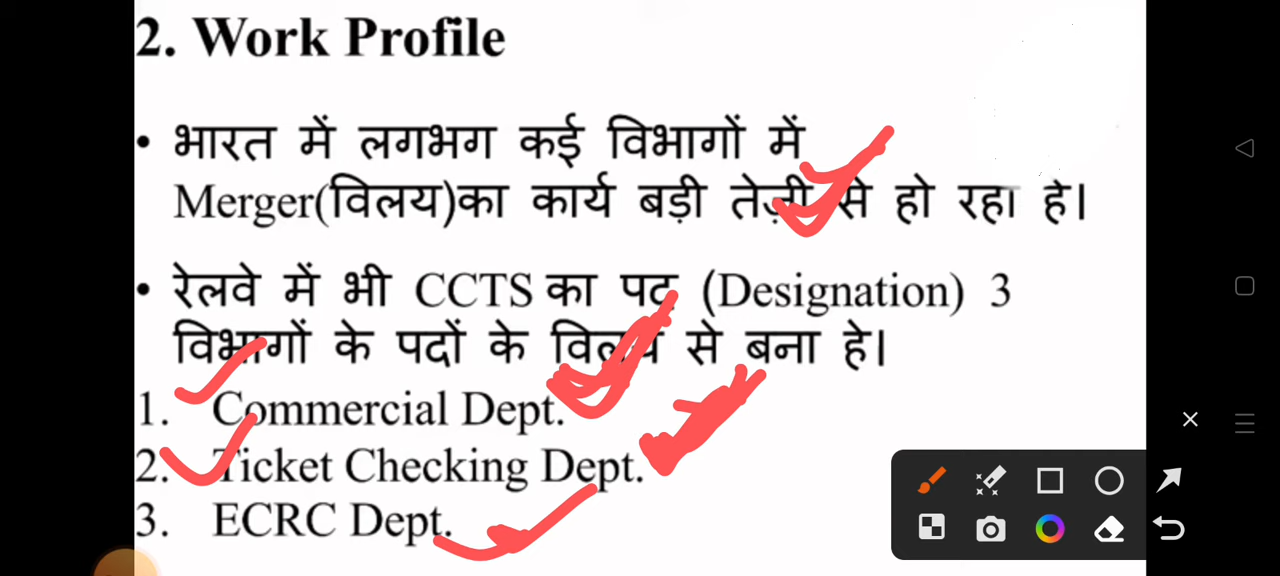 2. Work Profile
• भारत में लगभग कई विभागों में
Merger(विलय)का कार्य बड़ी तेज़ी से हो रहा हे।
• रेलवे में भी CCTS का पद (Designation) 3
विभागों के पदों के विलय से बना हे।
1. Commercial Dept.
2. Ticket Checking Dept.
3. ECRC Dept.